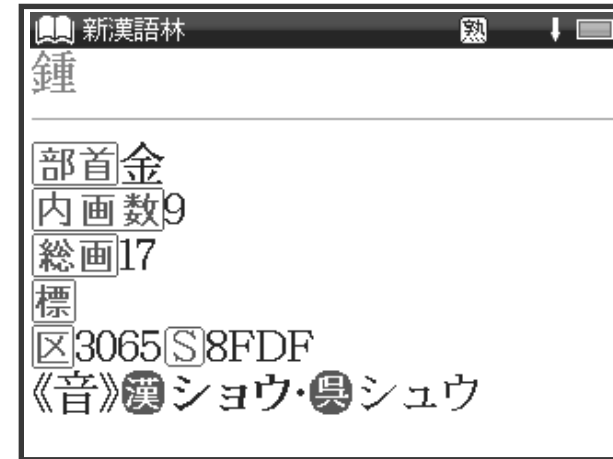 新漢語林 熟
鍾
部首金
内画数9
総画17
標
区3065S8FDF
《音》漢ショウ・呉シュウ